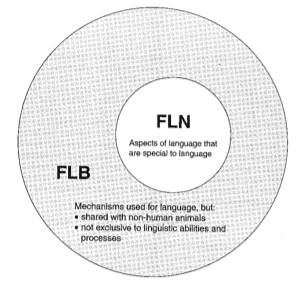 FLN
Aspects of language that
are special to language
FLB
Mechanisms used for language, but:
• shared with non-human animals
• not exclusive to linguistic abilities and
processes